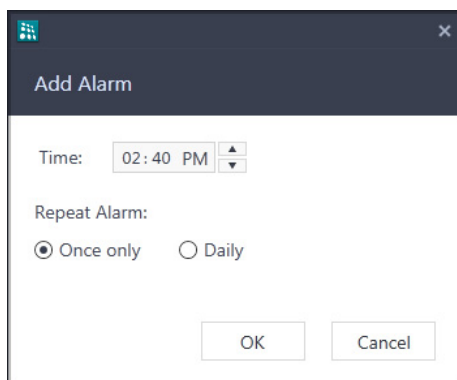 Add Alarm
Time: 02:40 PM
Repeat Alarm:
Once only Daily
OK Cancel